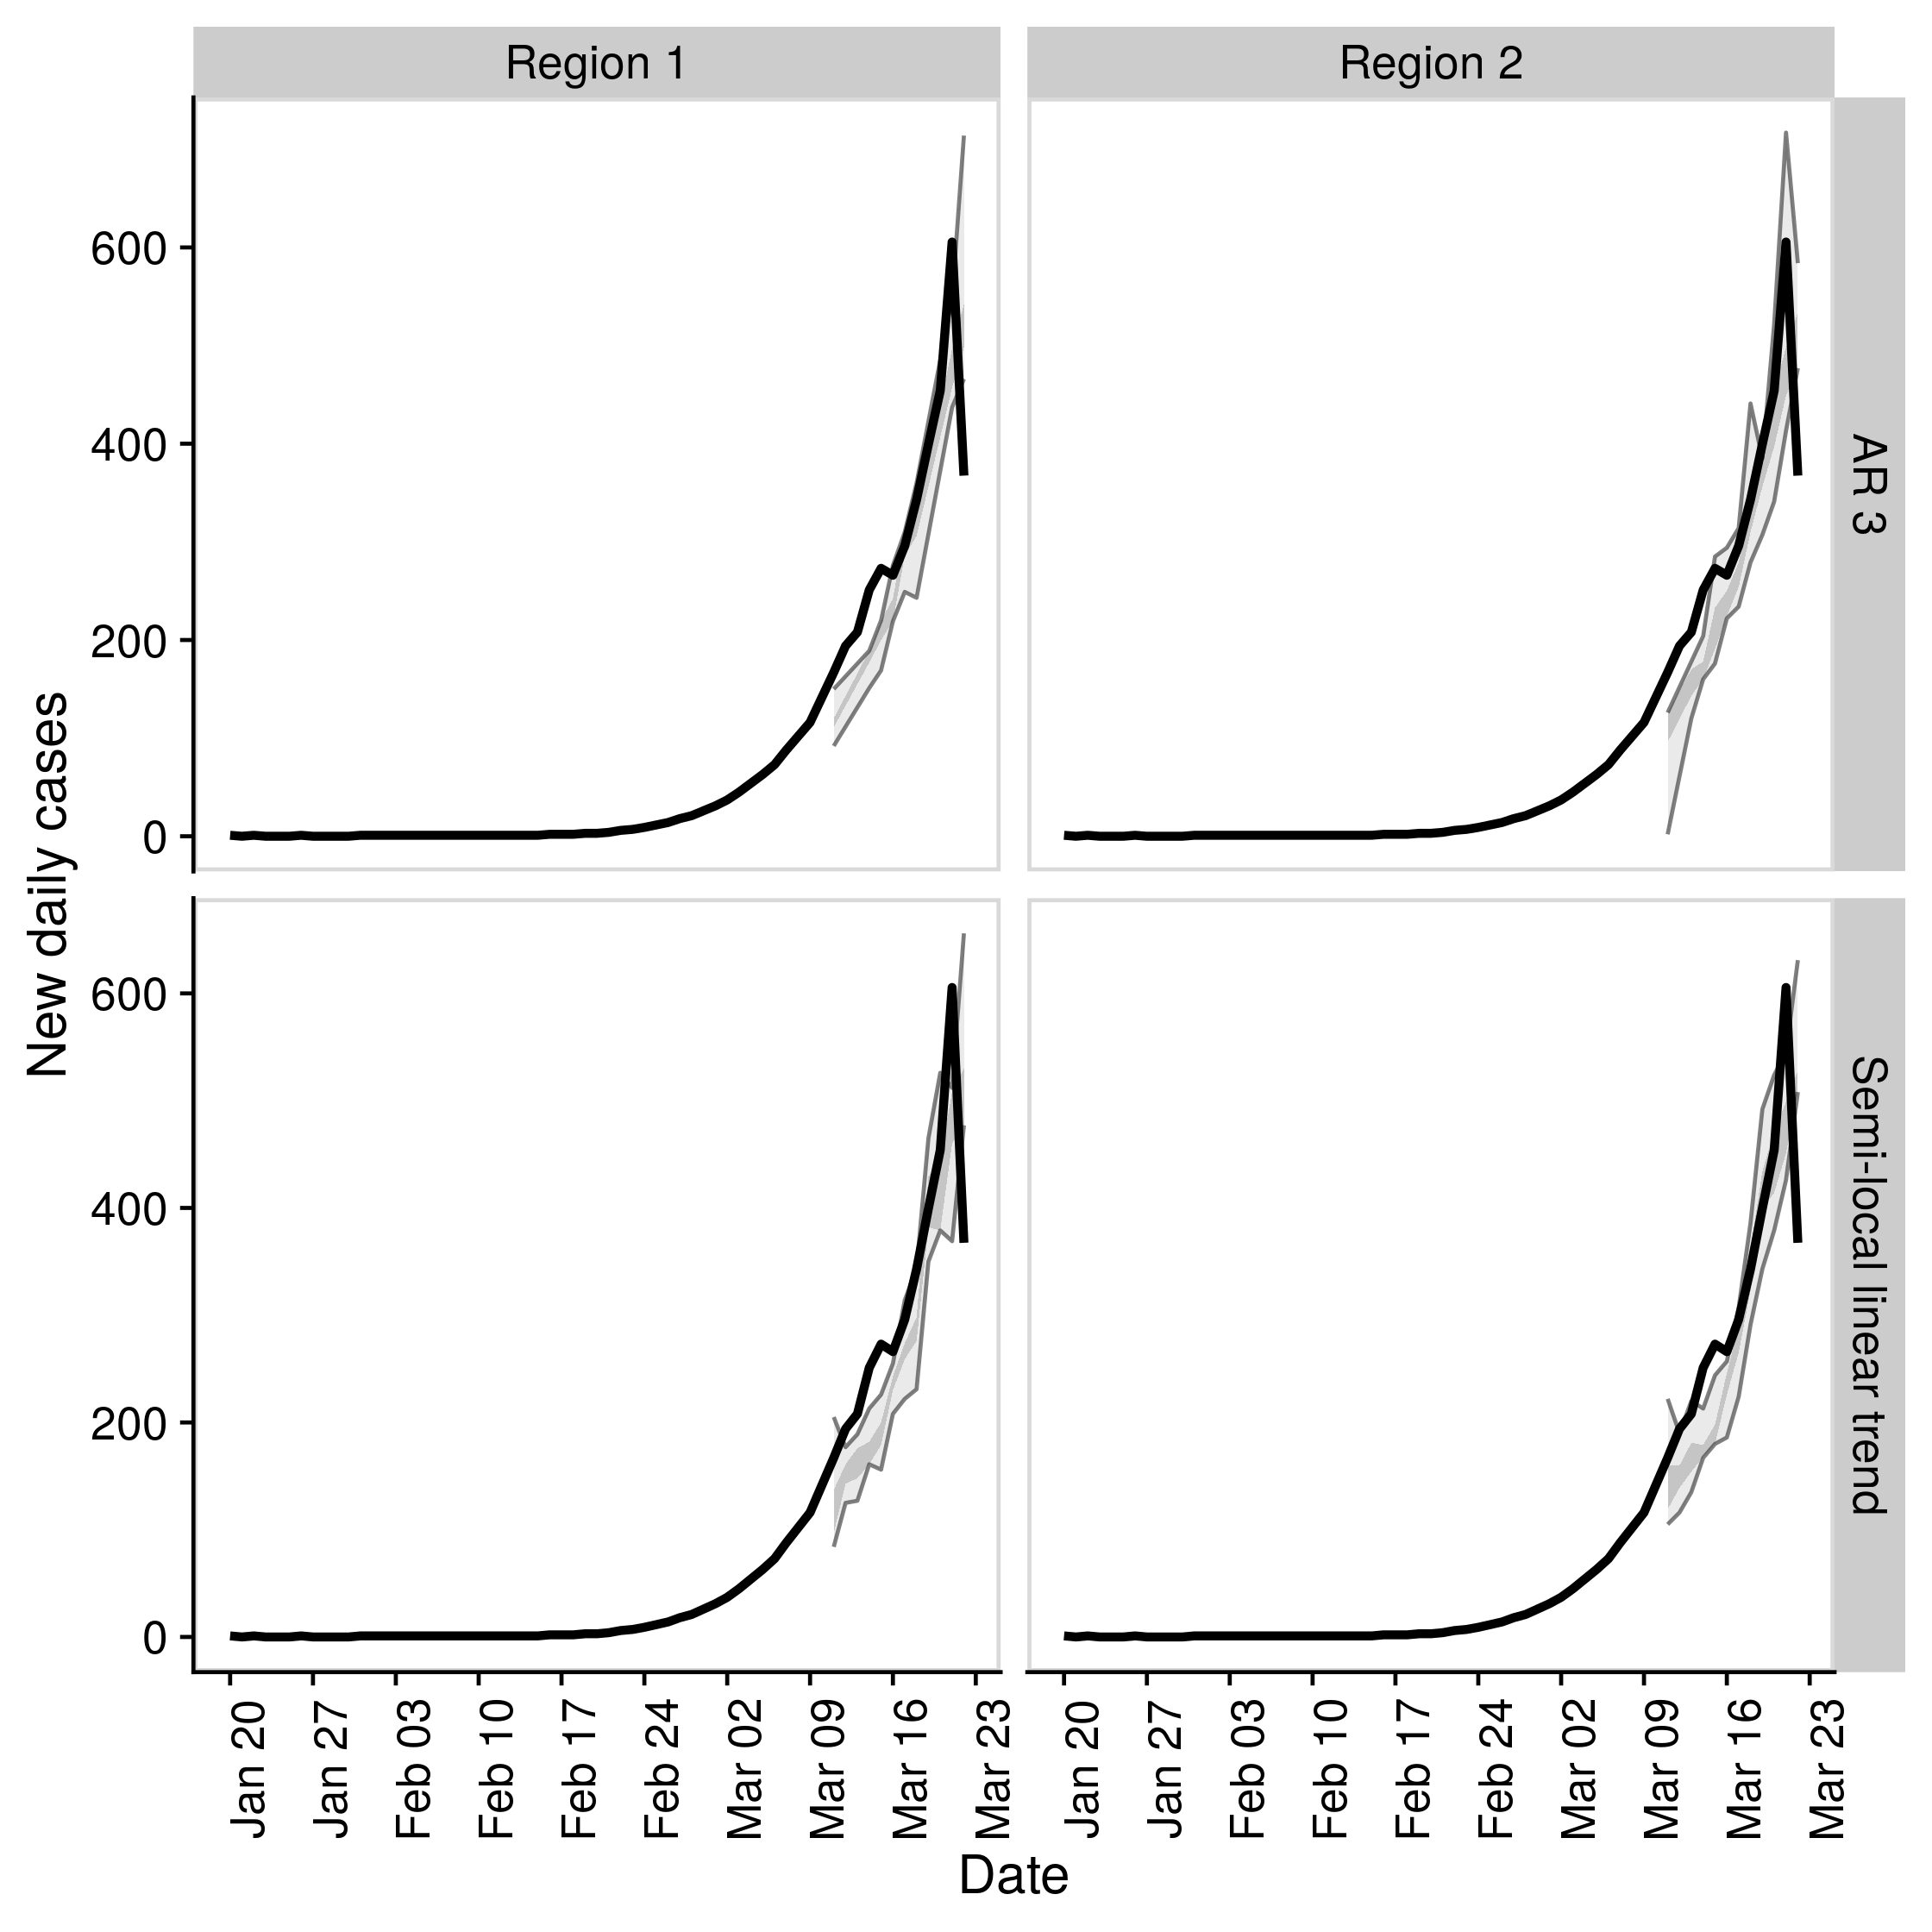 Region 1
Region 2
600
400
200
0
AR 3
New daily cases
600
400
200
0
Semi-local linear trend
Jan 20
Jan 27
Feb 03
Feb 10
Feb 17
Feb 24
Mar 02
Mar 09
Mar 16
Mar 23
Jan 20
Jan 27
Feb 03
Feb 10
Feb 17
Feb 24
Mar 02
Mar 09
Mar 16
Mar 23
Date